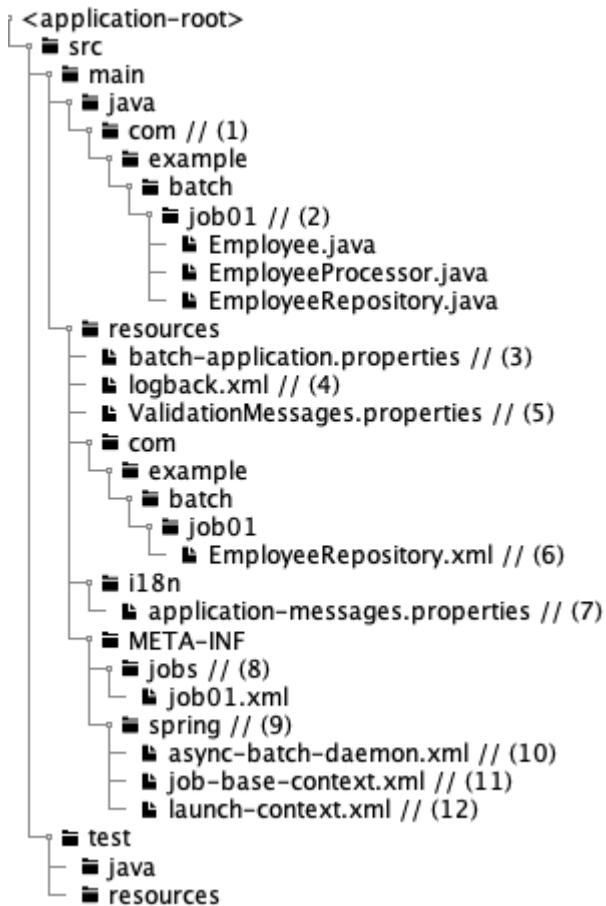 <application-root>
src
main
java
com // (1)
example
batch
job01 // (2)
Employee.java
EmployeeProcessor.java
EmployeeRepository.java
resources
batch-application.properties // (3)
logback.xml // (4)
ValidationMessages.properties // (5)
com
example
batch
job01
EmployeeRepository.xml // (6)
i18n
application-messages.properties // (7)
META-INF
jobs // (8)
job01.xml
spring // (9)
async-batch-daemon.xml // (10)
job-base-context.xml // (11)
launch-context.xml // (12)
test
java
resources